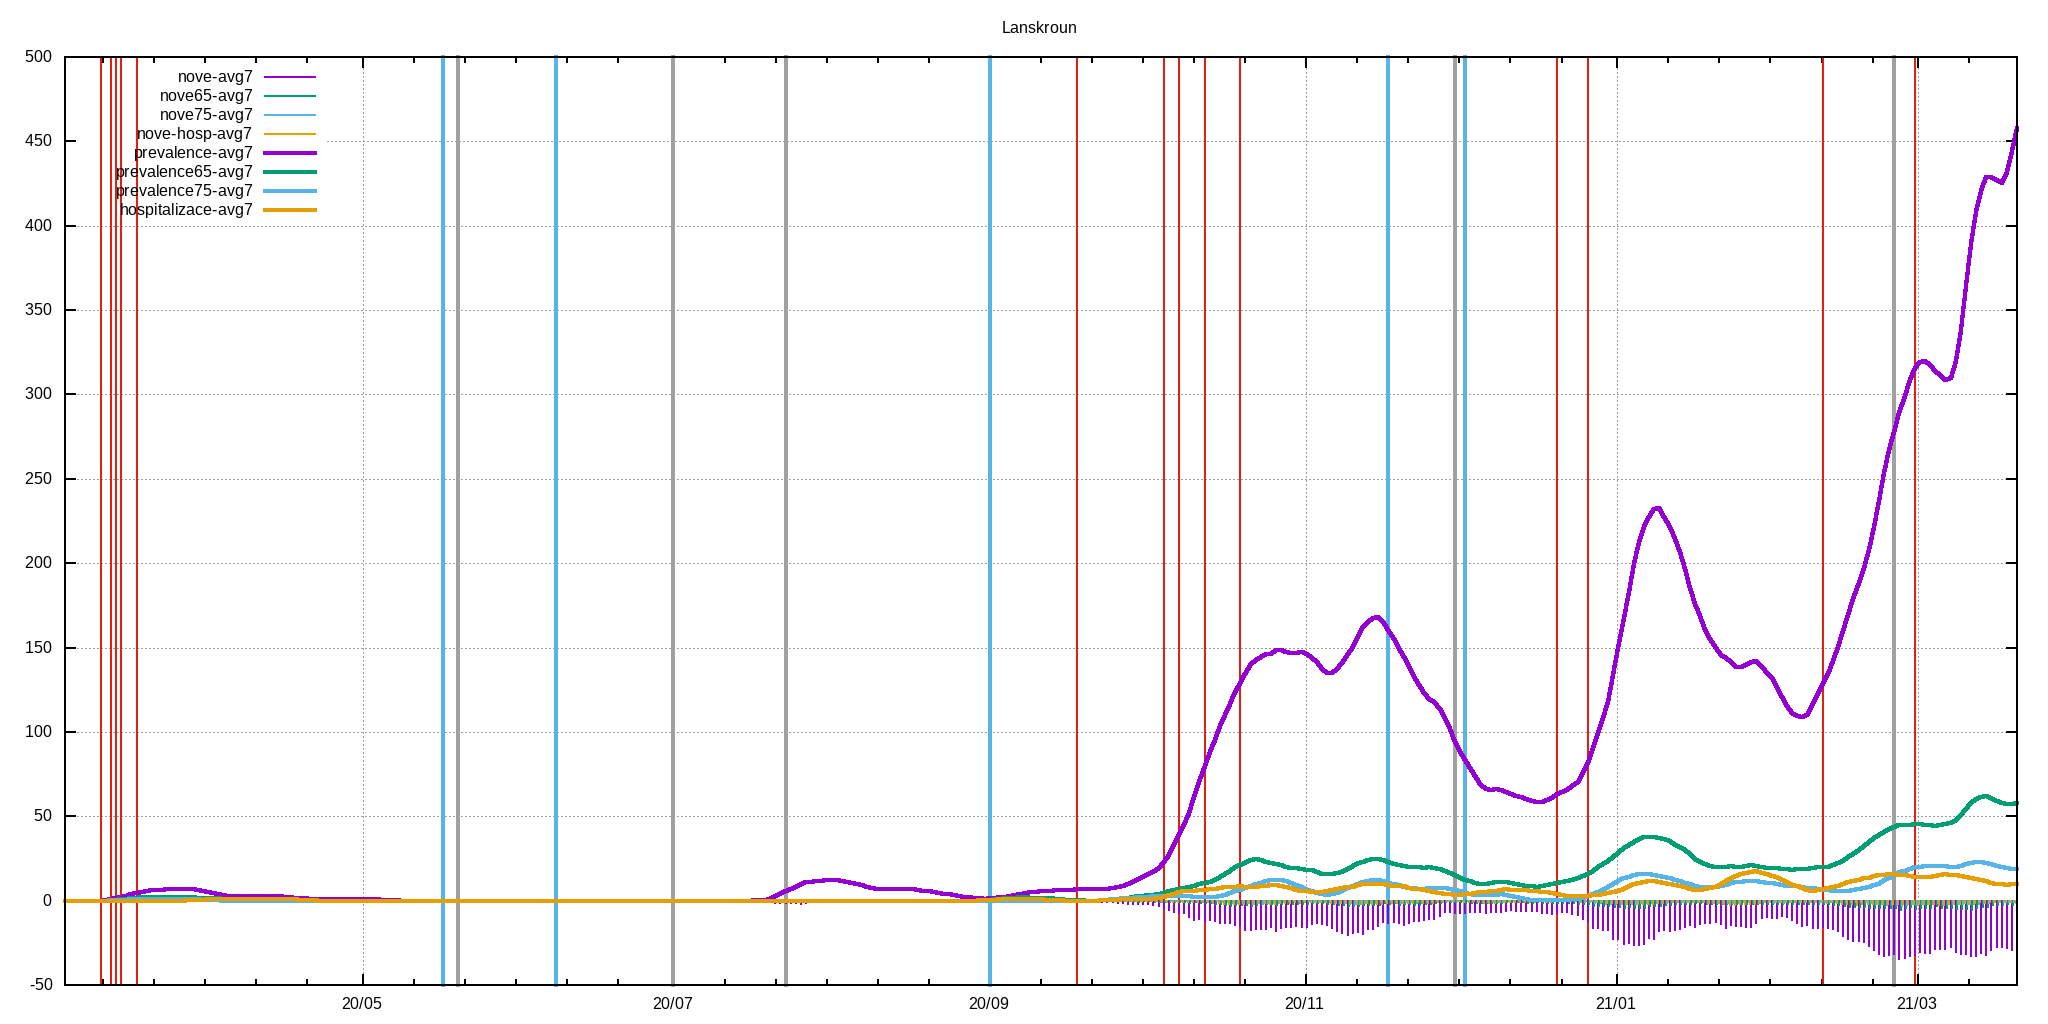 Lanskroun
500
450
400
350
300
250
200
150
100
50
0
-50
nove-avg7
nove65-avg7
nove75-avg7
nove-hosp-avg7
prevalence-avg7
prevalence65-avg7
prevalence75-avg7
hospitalizace-avg7
20/05
20/07
20/09
20/11
21/01
21/03